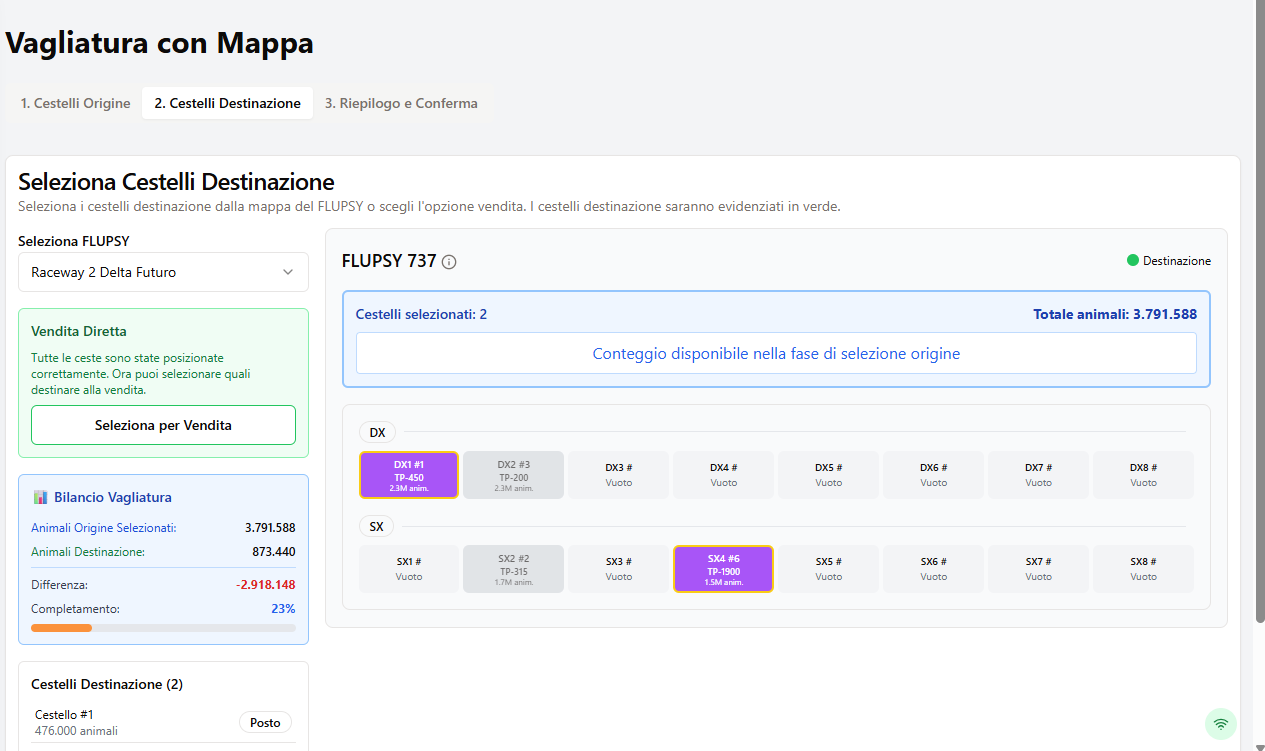 Vagliatura con Mappa
1. Cestelli Origine
2. Cestelli Destinazione
3. Riepilogo e Conferma
Seleziona Cestelli Destinazione
Seleziona i cestelli destinazione dalla mappa del FLUPSY o scegli l'opzione vendita. I cestelli destinazione saranno evidenziati in verde.
Seleziona FLUPSY
Raceway 2 Delta Futuro
Vendita Diretta
Tutte le ceste sono state posizionate
correttamente. Ora puoi selezionare quali
destinare alla vendita.
Seleziona per Vendita
Bilancio Vagliatura
Animali Origine Selezionati: 3.791.588
Animali Destinazione: 873.440
Differenza: -2.918.148
Completamento: 23%
Cestelli Destinazione (2)
Cestello #1
476.000 animali
Posto
FLUPSY 737
Destinazione
Cestelli selezionati: 2
Totale animali: 3.791.588
Conteggio disponibile nella fase di selezione origine
DX
DX1 #1
TP-450
2.3M anim.
DX2 #3
TP-200
2.3M anim.
DX3 #
Vuoto
DX4 #
Vuoto
DX5 #
Vuoto
DX6 #
Vuoto
DX7 #
Vuoto
DX8 #
Vuoto
SX
SX1 #
Vuoto
SX2 #2
TP-315
1.7M anim.
SX3 #
Vuoto
SX4 #6
TP-1900
1.5M anim.
SX5 #
Vuoto
SX6 #
Vuoto
SX7 #
Vuoto
SX8 #
Vuoto